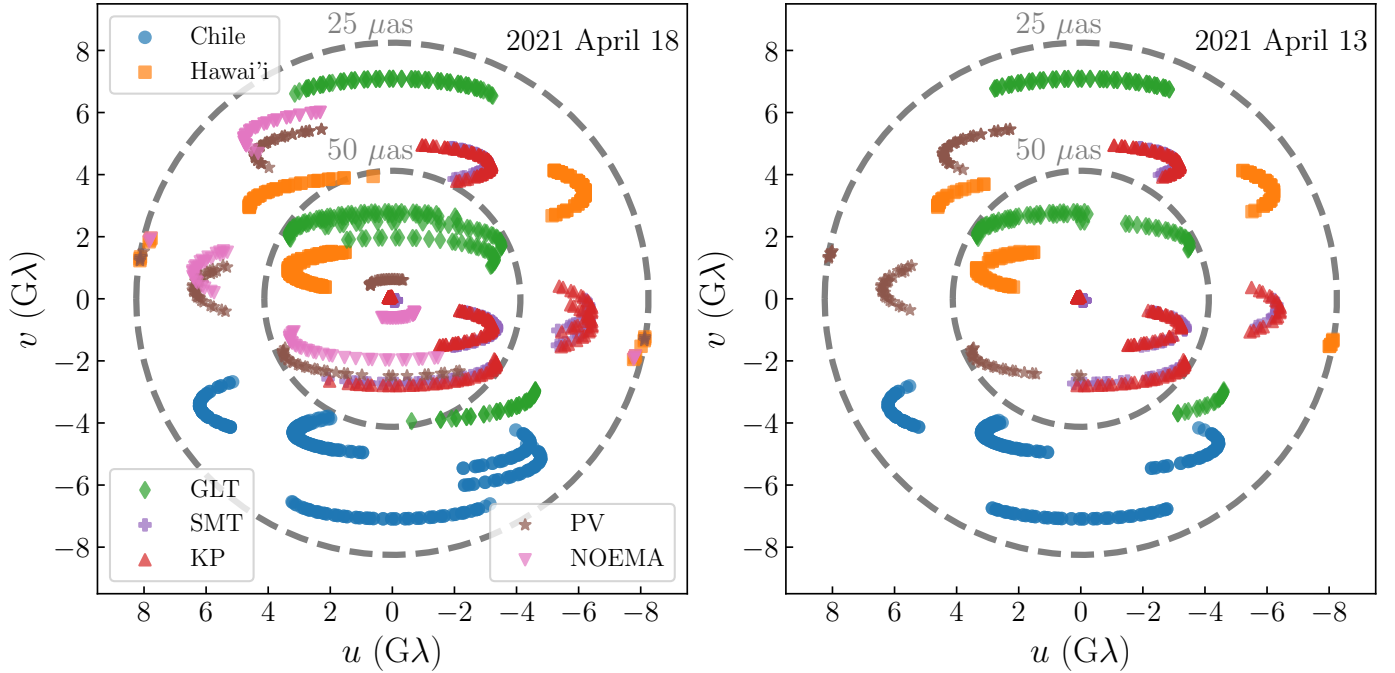 25 μas
2021 April 18
Chile
Hawai'i
50 μas
GLT
SMT
KP
PV
NOEMA
8
6
4
2
0
−2
−4
−6
−8
v (Gλ)
8 6 4 2 0 −2 −4 −6 −8
u (Gλ)
25 μas
2021 April 13
50 μas
8
6
4
2
0
−2
−4
−6
−8
v (Gλ)
8 6 4 2 0 −2 −4 −6 −8
u (Gλ)